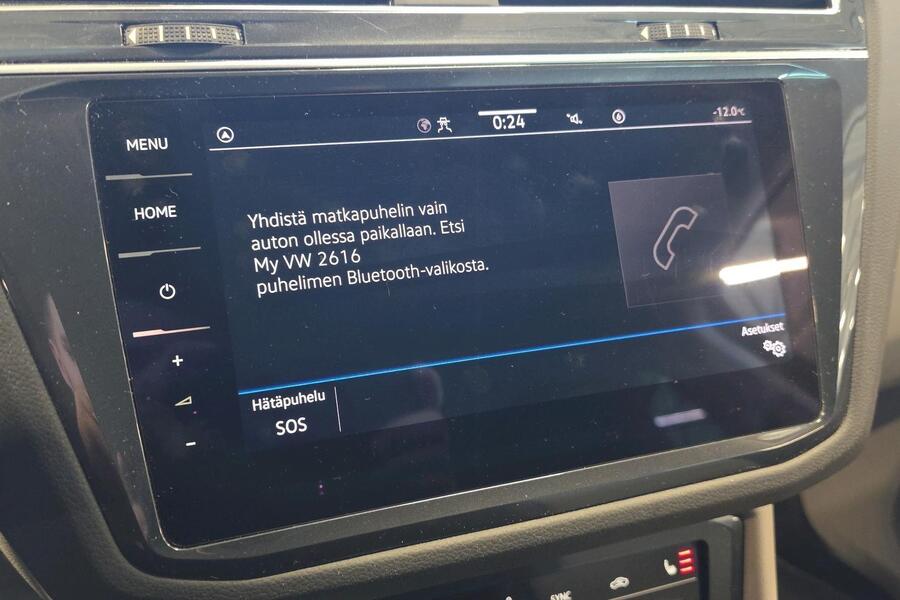 MENU
0:24
-12.0°C
HOME
Yhdistä matkapuhelin vain
auton ollessa paikallaan. Etsi
My VW 2616
puhelimen Bluetooth-valikosta.
Asetukset
+
Hätäpuhelu
SOS
-
SYNC